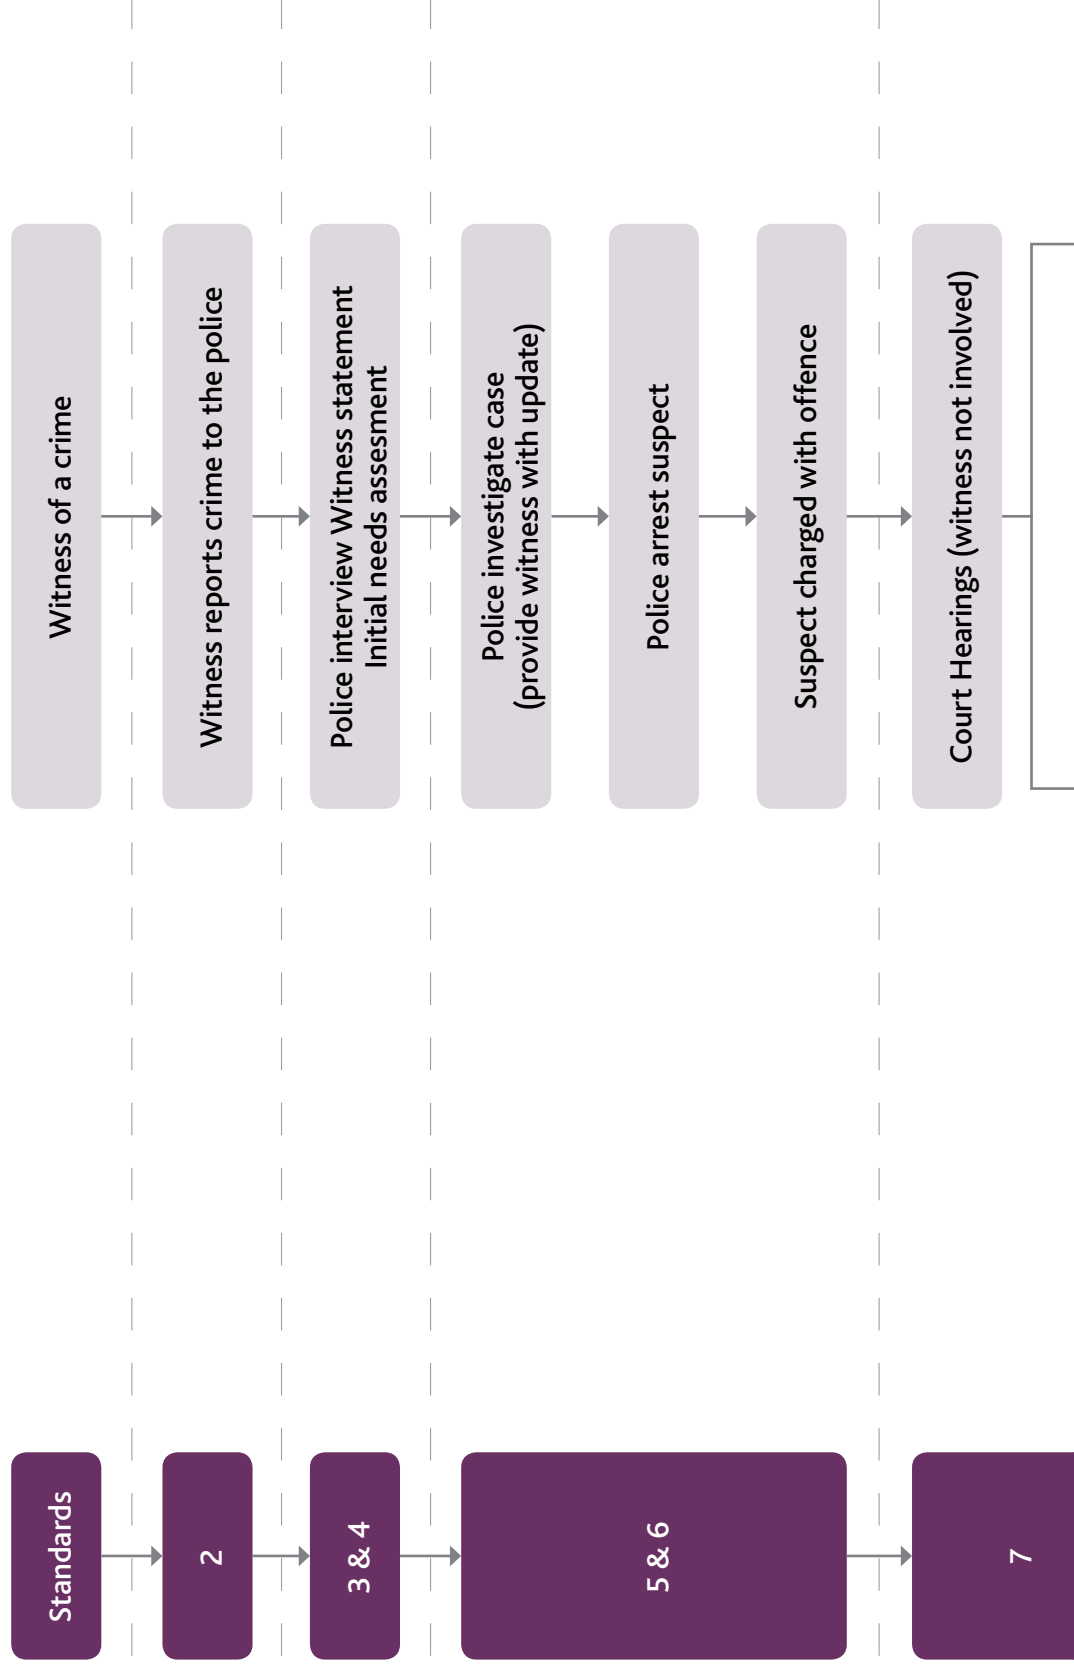 Standards
Witness of a crime
2
Witness reports crime to the police
3 & 4
Police interview Witness statement
Initial needs assesment
5 & 6
Police investigate case
(provide witness with update)
Police arrest suspect
Suspect charged with offence
7
Court Hearings (witness not involved)